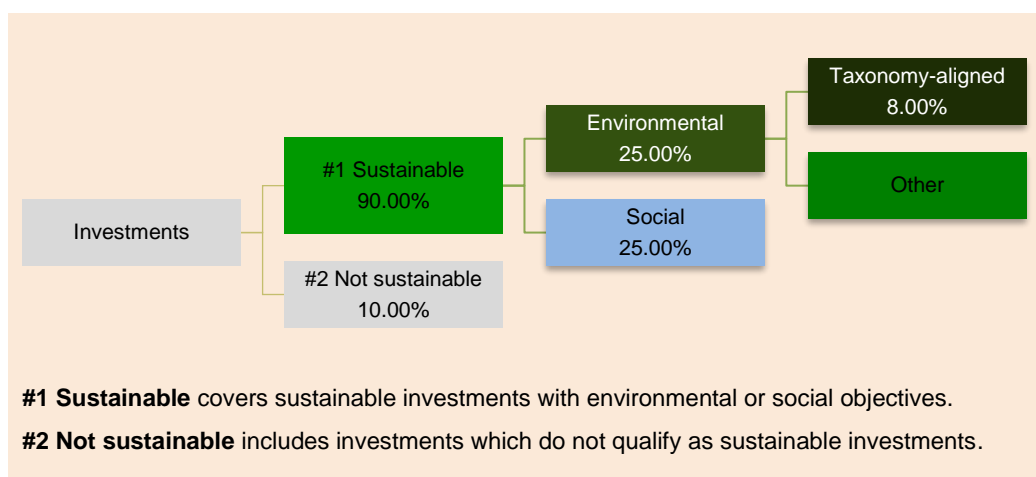 Taxonomy-aligned
8.00%
Environmental
25.00%
#1 Sustainable
90.00%
Other
Social
25.00%
Investments
#2 Not sustainable
10.00%
#1 Sustainable covers sustainable investments with environmental or social objectives.
#2 Not sustainable includes investments which do not qualify as sustainable investments.